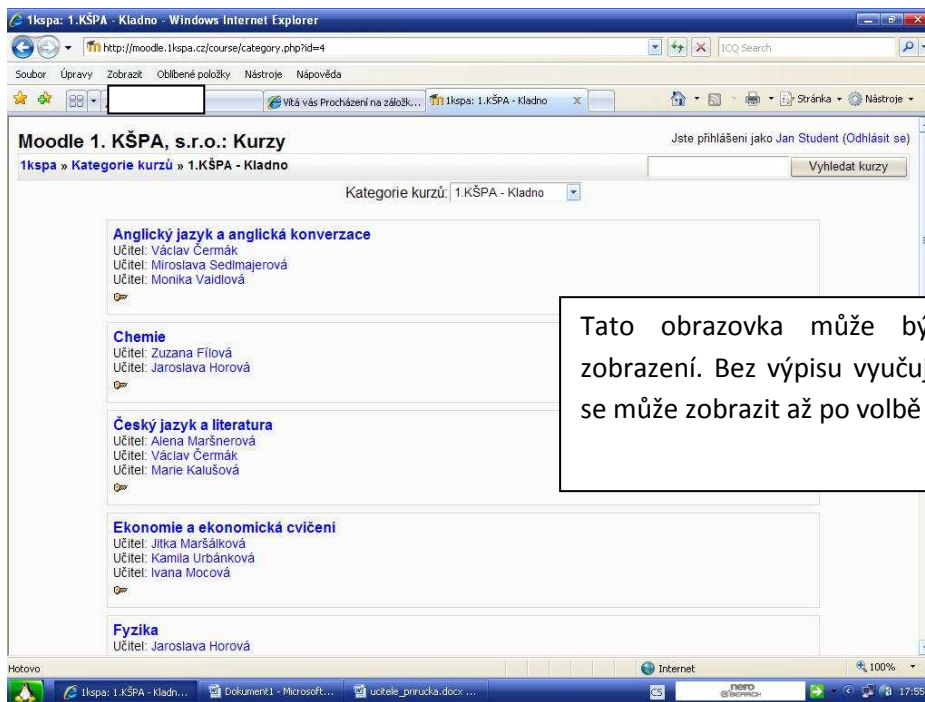 1kspa: 1.KŠPA - Kladno - Windows Internet Explorer
http://moodle.1kspa.cz/course/category.php?id=4
ICQ Search
Soubor Úpravy Zobrazit Oblíbené položky Nástroje Nápověda
Vítá vás Procházení na záložk... 1kspa: 1.KŠPA - Kladno
Stránka Nástroje
Moodle 1. KŠPA, s.r.o.: Kurzy
Jste přihlášeni jako Jan Student (Odhlásit se)
1kspa » Kategorie kurzů » 1.KŠPA - Kladno
Vyhledat kurzy
Kategorie kurzů: 1.KŠPA - Kladno
Anglický jazyk a anglická konverzace
Učitel: Václav Čermák
Učitel: Miroslava Sedlmajerová
Učitel: Monika Vaidlová
Chemie
Učitel: Zuzana Fílová
Učitel: Jaroslava Horová
Český jazyk a literatura
Učitel: Alena Maršnerová
Učitel: Václav Čermák
Učitel: Marie Kalušová
Ekonomie a ekonomická cvičení
Učitel: Jitka Maršálková
Učitel: Kamila Urbánková
Učitel: Ivana Mocová
Fyzika
Učitel: Jaroslava Horová
Tato obrazovka může bý
zobrazení. Bez výpisu vyučuj
se může zobrazit až po volbě
Hotovo
Internet
100%
1kspa: 1.KŠPA - Kladn... Dokument1 - Microsoft... ucitele_prirucka.docx ...
CS
nero
SEARCH
17:55